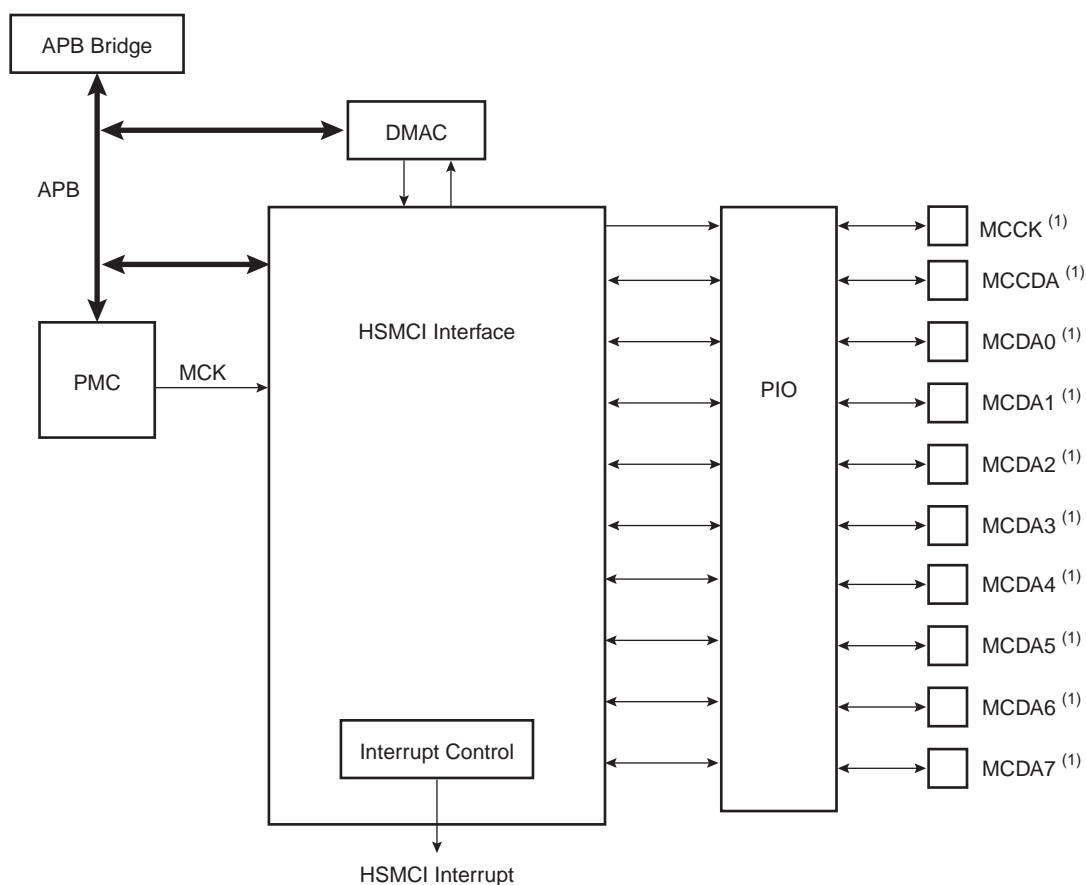 APB Bridge
DMAC
APB
MCCK (1)
MCCDA (1)
HSMCI Interface
MCDA0 (1)
PMC
MCK
PIO
MCDA1 (1)
MCDA2 (1)
MCDA3 (1)
MCDA4 (1)
MCDA5 (1)
MCDA6 (1)
Interrupt Control
MCDA7 (1)
HSMCI Interrupt